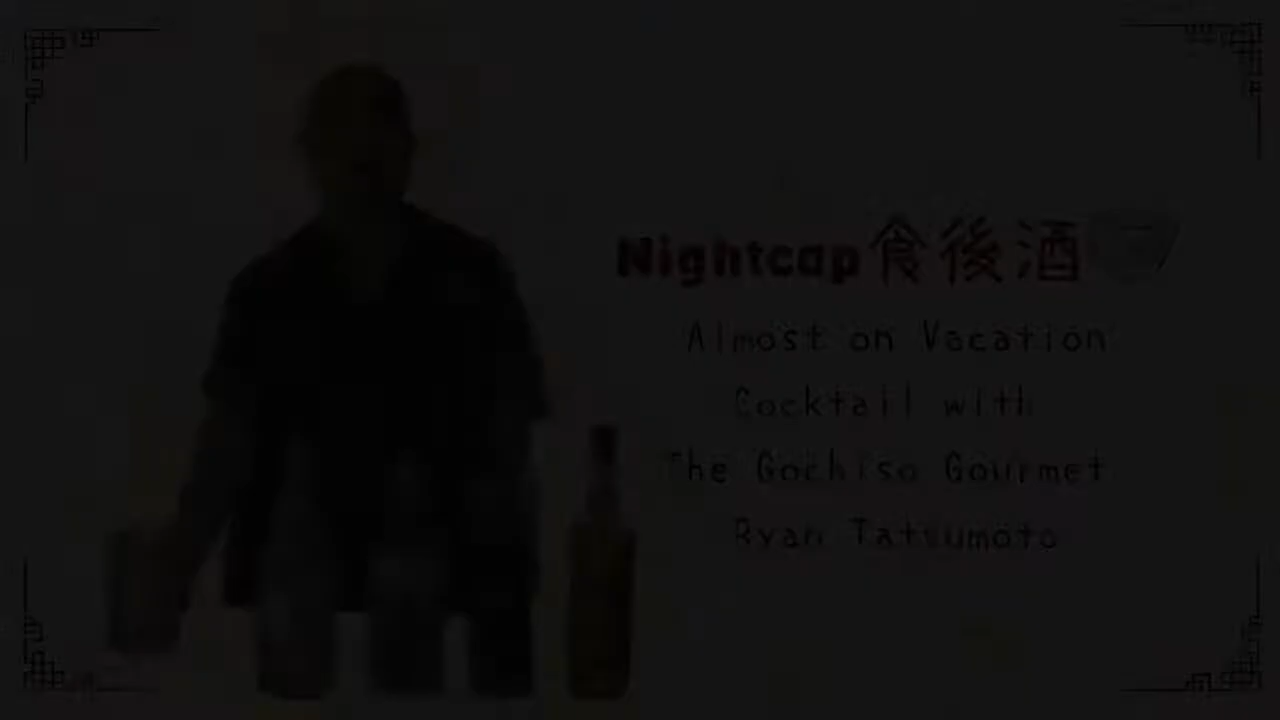 Nightcap食後酒
Almost on Vacation
Cocktail with
The Gochiso Gourmet
Ryan Tatsumoto